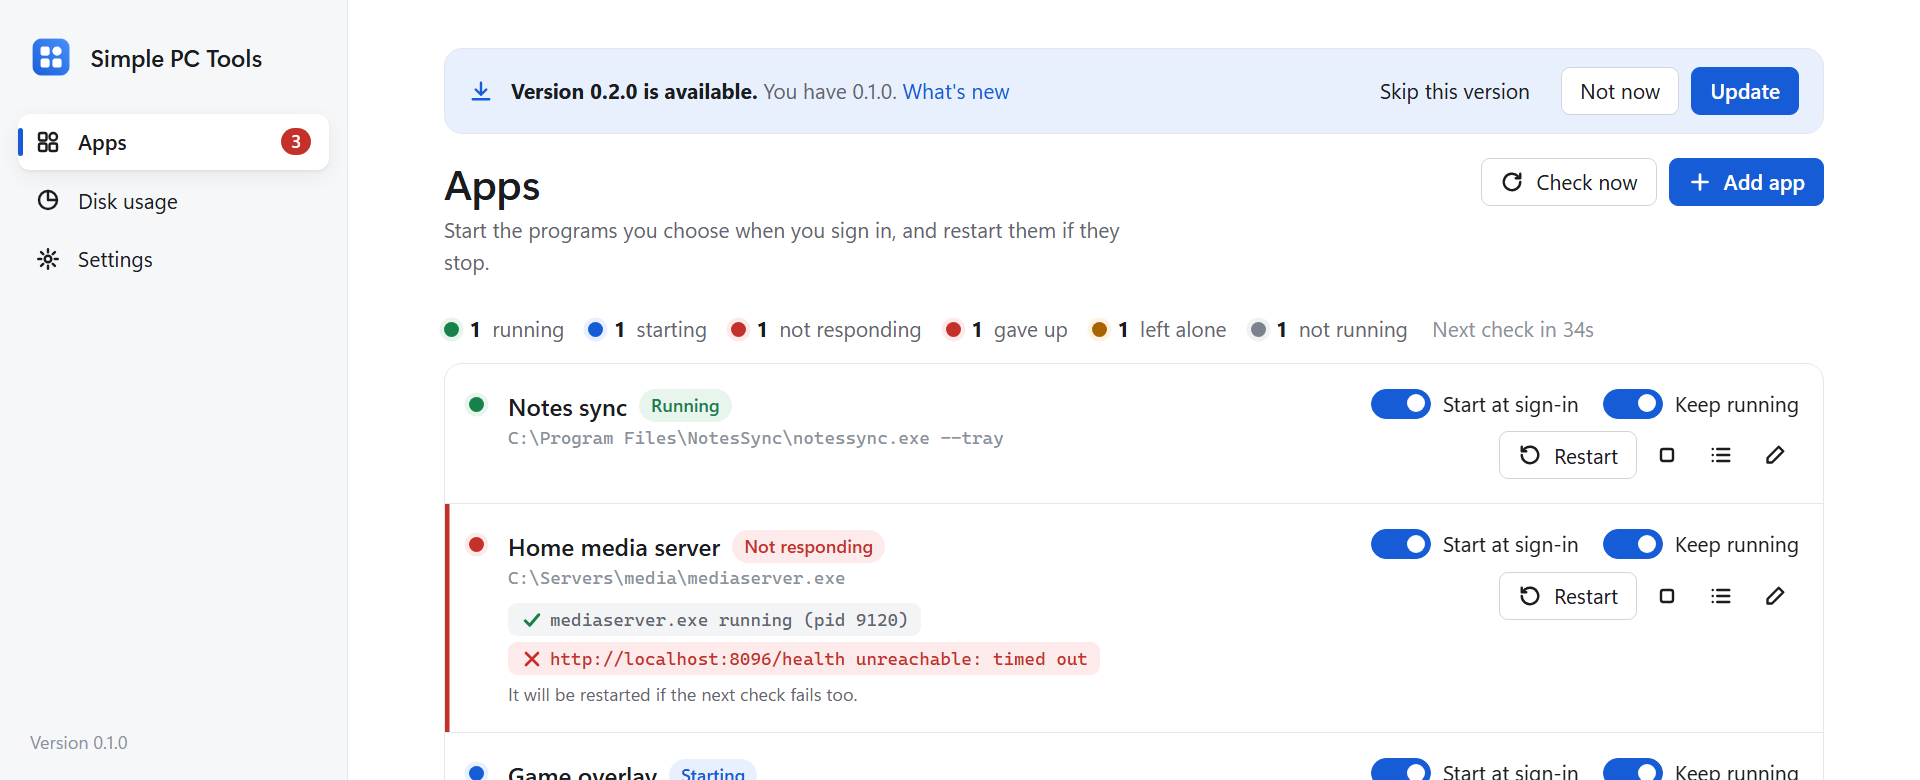 Simple PC Tools
Apps 3
Disk usage
Settings
Version 0.1.0
Version 0.2.0 is available. You have 0.1.0. What's new
Skip this version
Not now
Update
Apps
Start the programs you choose when you sign in, and restart them if they
stop.
Check now
Add app
1 running 1 starting 1 not responding 1 gave up 1 left alone 1 not running Next check in 34s
Notes sync Running
C:\Program Files\NotesSync\notessync.exe --tray
Start at sign-in Keep running
Restart
Home media server Not responding
C:\Servers\media\mediaserver.exe
mediaserver.exe running (pid 9120)
http://localhost:8096/health unreachable: timed out
It will be restarted if the next check fails too.
Start at sign-in Keep running
Restart
Game overlay Starting
Start at sign-in Keep running